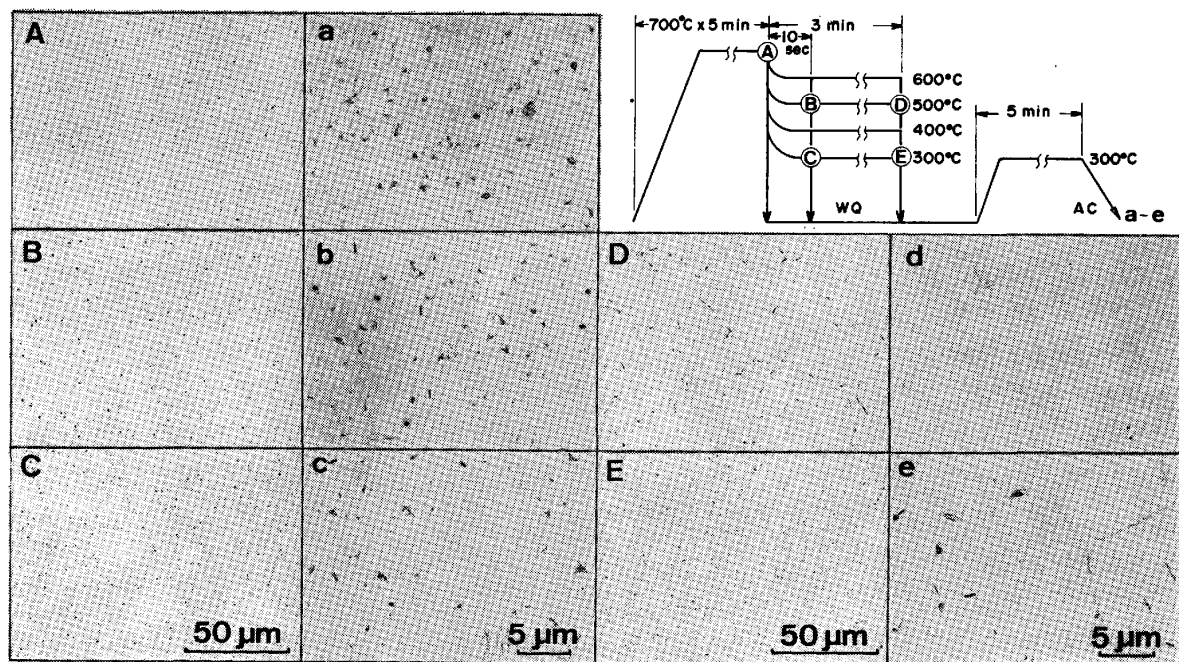 A
a
700°C x 5 min
3 min
10 sec
A
600°C
B
D
500°C
400°C
C
E
300°C
5 min
300°C
WQ
AC
a-e
B
b
D
d
C
c
E
e
50 μm
5 μm
50 μm
5 μm